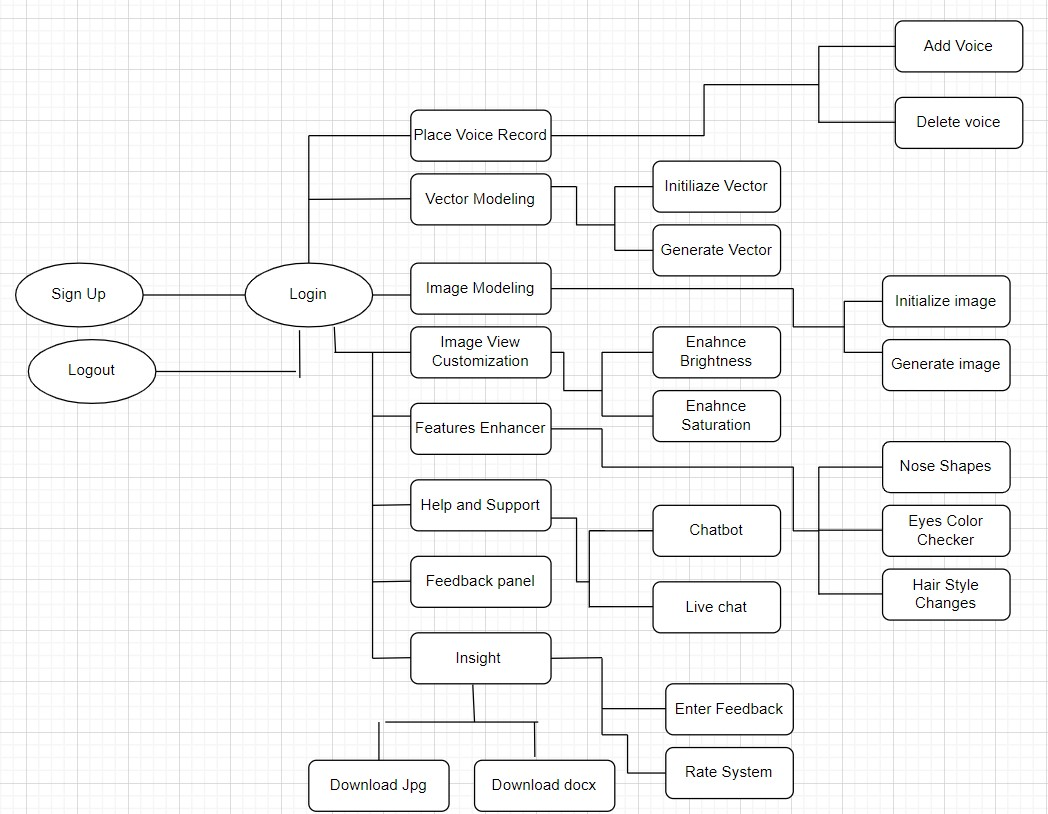 Add Voice
Delete voice
Place Voice Record
Vector Modeling
Initiliaze Vector
Generate Vector
Sign Up
Login
Image Modeling
Initialize image
Generate image
Logout
Image View
Customization
Enahnce
Brightness
Enahnce
Saturation
Features Enhancer
Nose Shapes
Eyes Color
Checker
Hair Style
Changes
Help and Support
Chatbot
Live chat
Feedback panel
Insight
Enter Feedback
Rate System
Download Jpg
Download docx